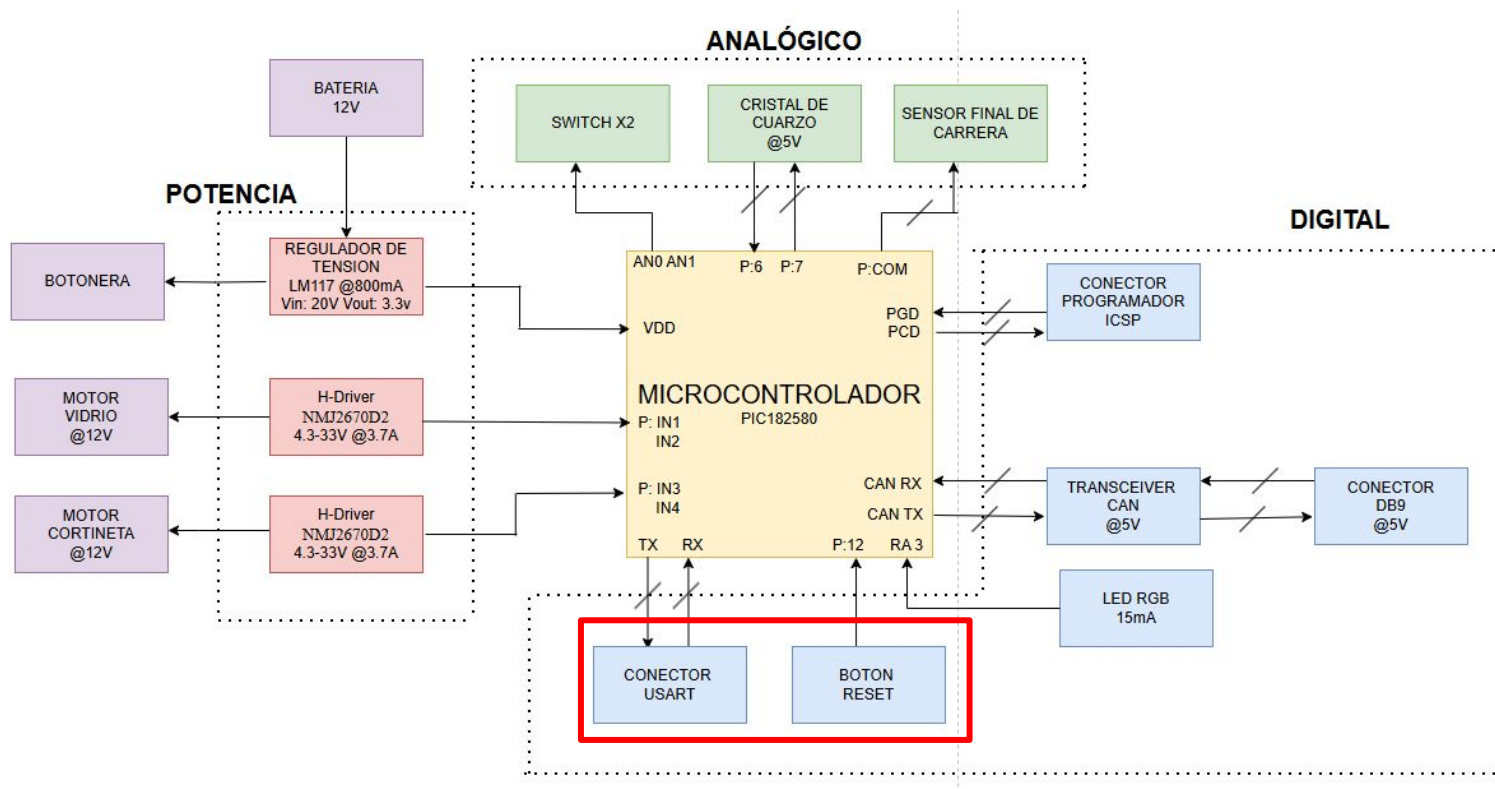 ANALÓGICO
BATERIA
12V
SWITCH X2
CRISTAL DE
CUARZO
@5V
SENSOR FINAL DE
CARRERA
POTENCIA
DIGITAL
BOTONERA
REGULADOR DE
TENSION
LM117 @800mA
Vin: 20V Vout: 3.3v
AN0 AN1
P:6
P:7
P:COM
VDD
PGD
PCD
CONECTOR
PROGRAMADOR
ICSP
MOTOR
VIDRIO
@12V
H-Driver
NMJ2670D2
4.3-33V @3.7A
MICROCONTROLADOR
PIC182580
P: IN1
IN2
MOTOR
CORTINETA
@12V
H-Driver
NMJ2670D2
4.3-33V @3.7A
P: IN3
IN4
CAN RX
CAN TX
TRANSCEIVER
CAN
@5V
CONECTOR
DB9
@5V
TX
RX
P:12
RA 3
LED RGB
15mA
CONECTOR
USART
BOTON
RESET